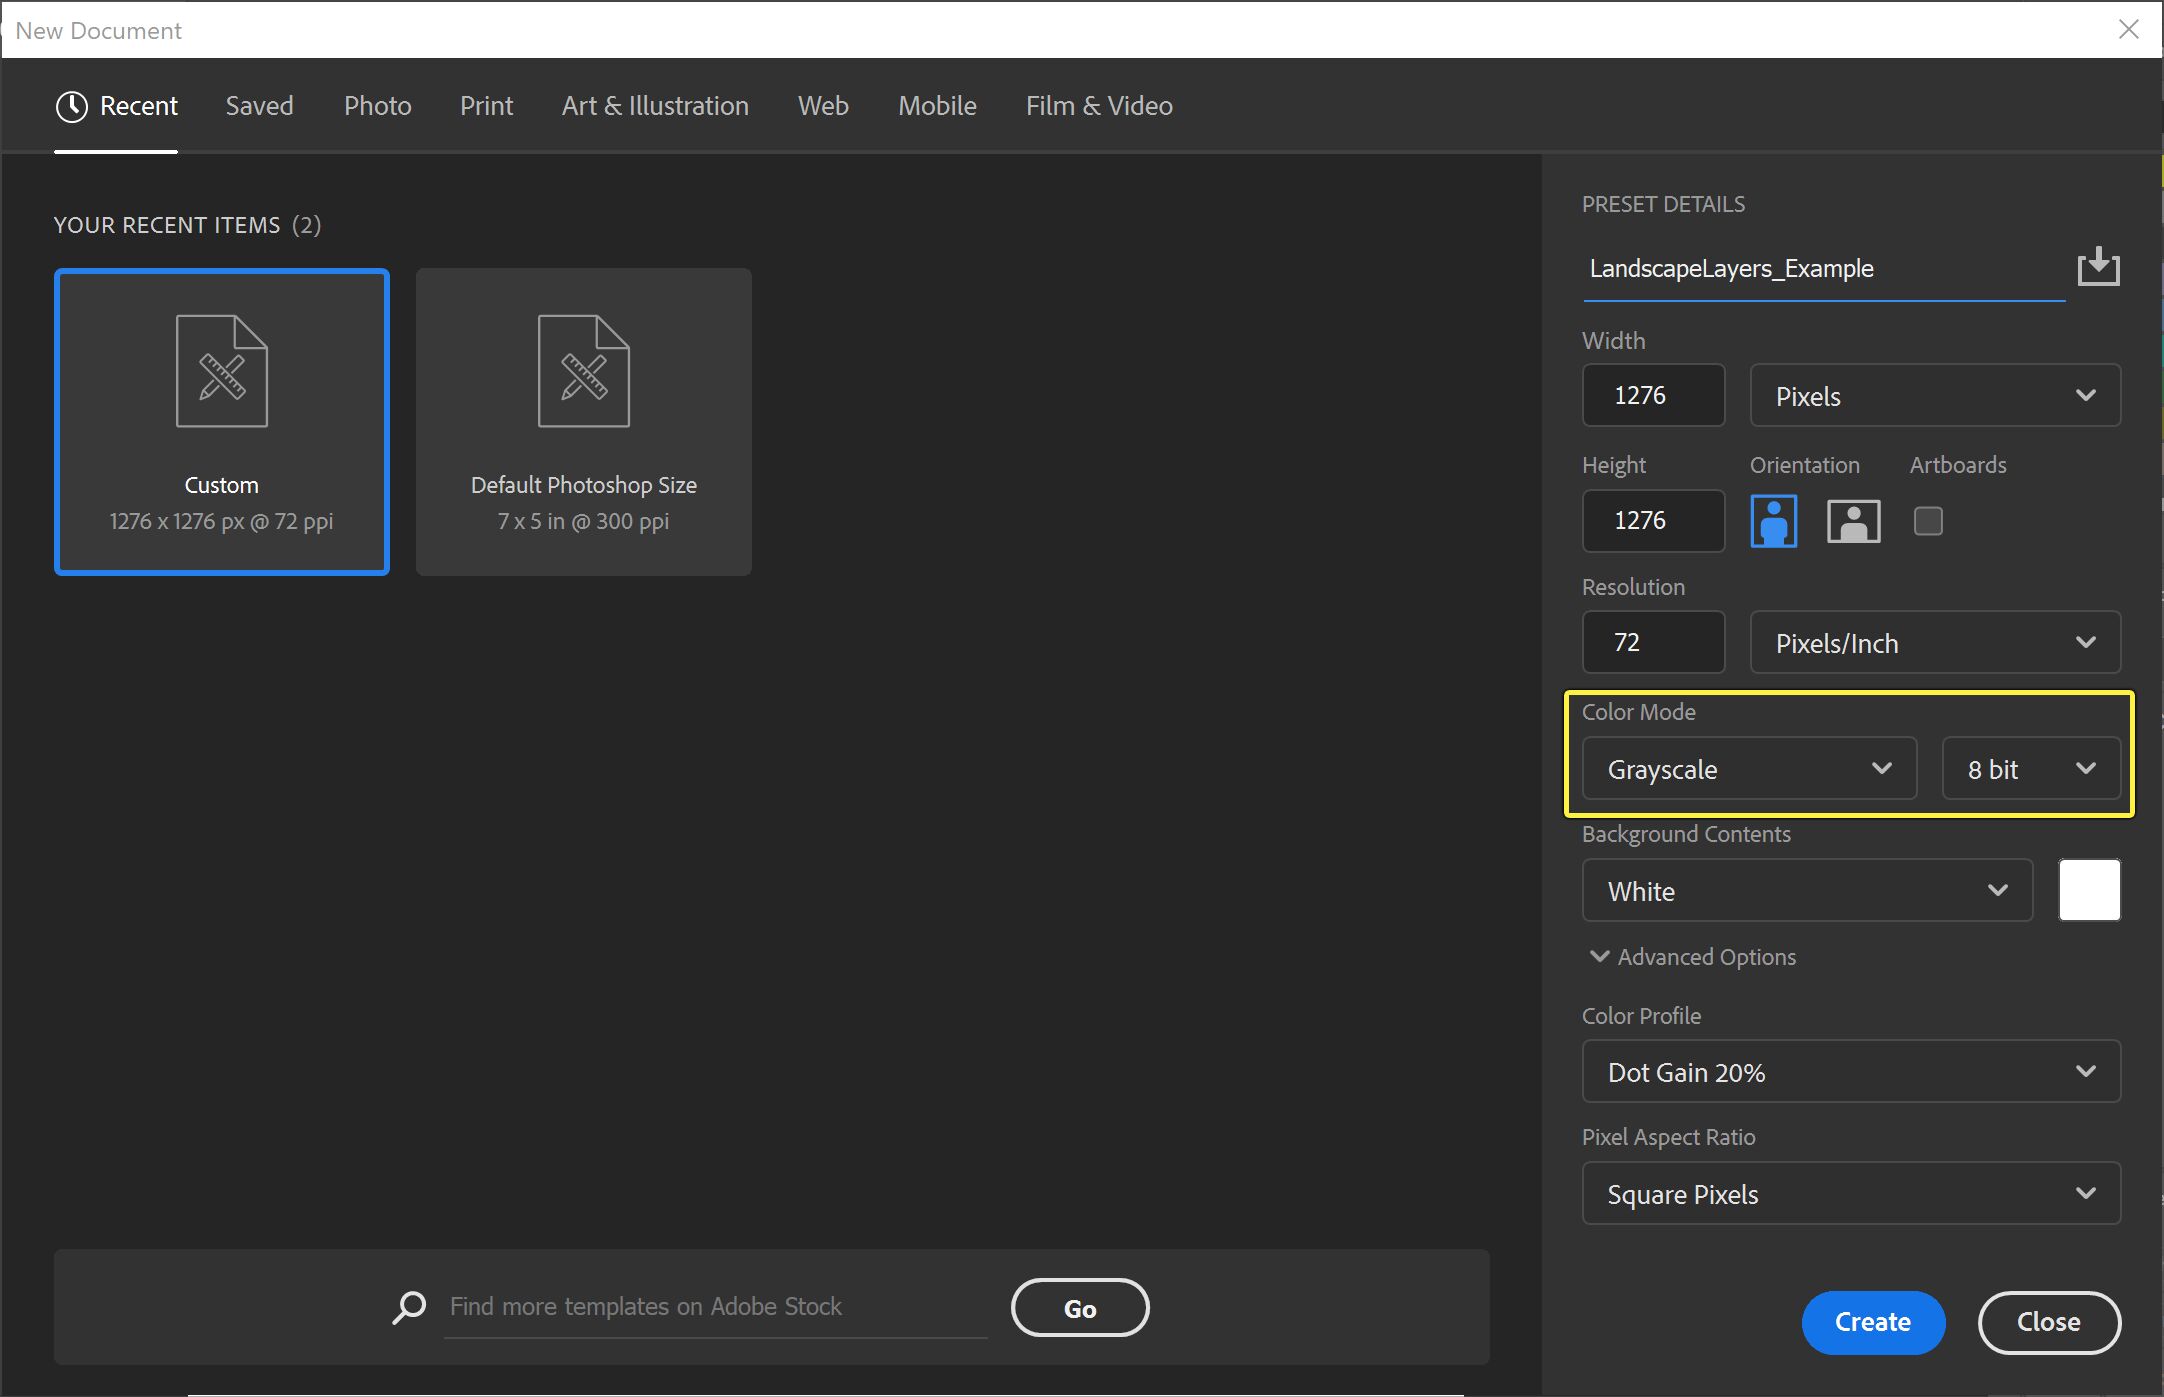 New Document
Recent Saved Photo Print Art & Illustration Web Mobile Film & Video
YOUR RECENT ITEMS (2)
Custom
1276 x 1276 px @ 72 ppi
Default Photoshop Size
7 x 5 in @ 300 ppi
Find more templates on Adobe Stock
Go
PRESET DETAILS
LandscapeLayers_Example
Width
1276 Pixels
Height Orientation Artboards
1276
Resolution
72 Pixels/Inch
Color Mode
Grayscale 8 bit
Background Contents
White
Advanced Options
Color Profile
Dot Gain 20%
Pixel Aspect Ratio
Square Pixels
Create Close